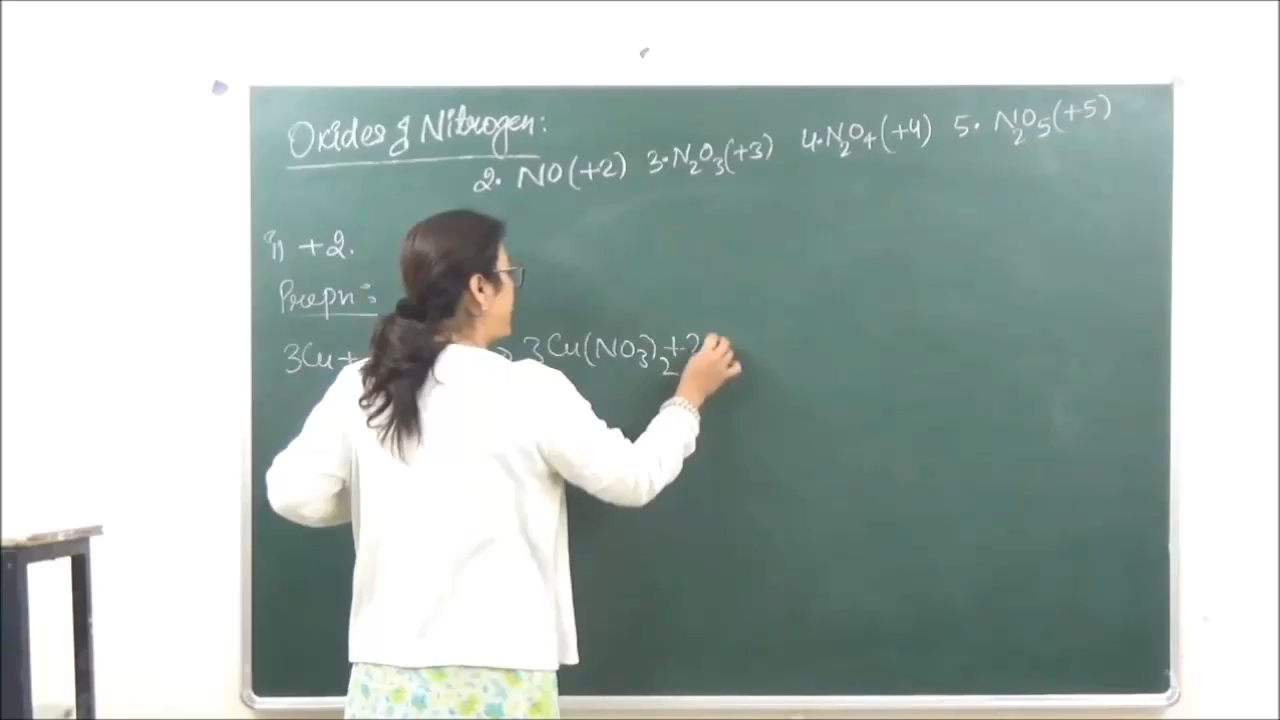 Oxides of Nitrogen:
2. NO(+2) 3. N₂O₃(+3) 4. N₂O₄(+4) 5. N₂O₅(+5)
+2.
Prepn:
3Cu+ → 3Cu(NO₃)₂+2